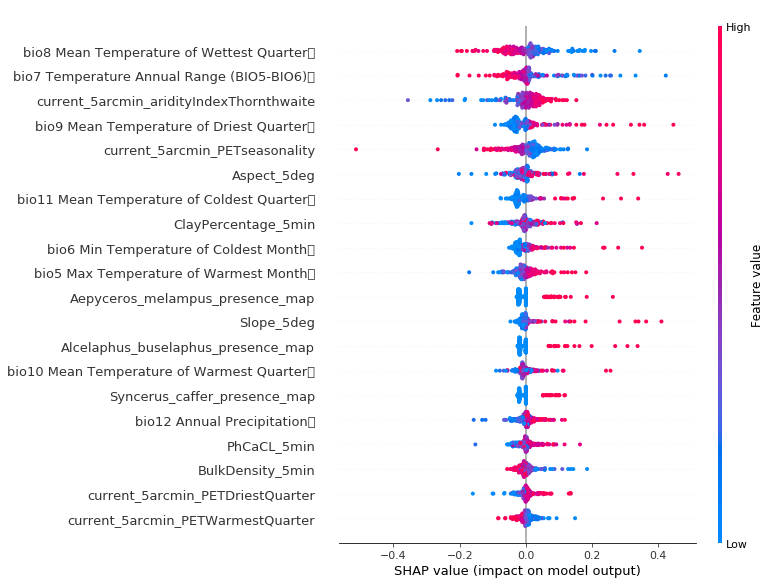 High
bio8 Mean Temperature of Wettest Quarter
bio7 Temperature Annual Range (BIO5-BIO6)
current_5arcmin_aridityIndexThornthwaite
bio9 Mean Temperature of Driest Quarter
current_5arcmin_PETseasonality
Aspect_5deg
bio11 Mean Temperature of Coldest Quarter
ClayPercentage_5min
bio6 Min Temperature of Coldest Month
bio5 Max Temperature of Warmest Month
Aepyceros_melampus_presence_map
Slope_5deg
Alcelaphus_buselaphus_presence_map
bio10 Mean Temperature of Warmest Quarter
Syncerus_caffer_presence_map
bio12 Annual Precipitation
PhCaCL_5min
BulkDensity_5min
current_5arcmin_PETDriestQuarter
current_5arcmin_PETWarmestQuarter
Feature value
Low
−0.4 −0.2 0.0 0.2 0.4
SHAP value (impact on model output)